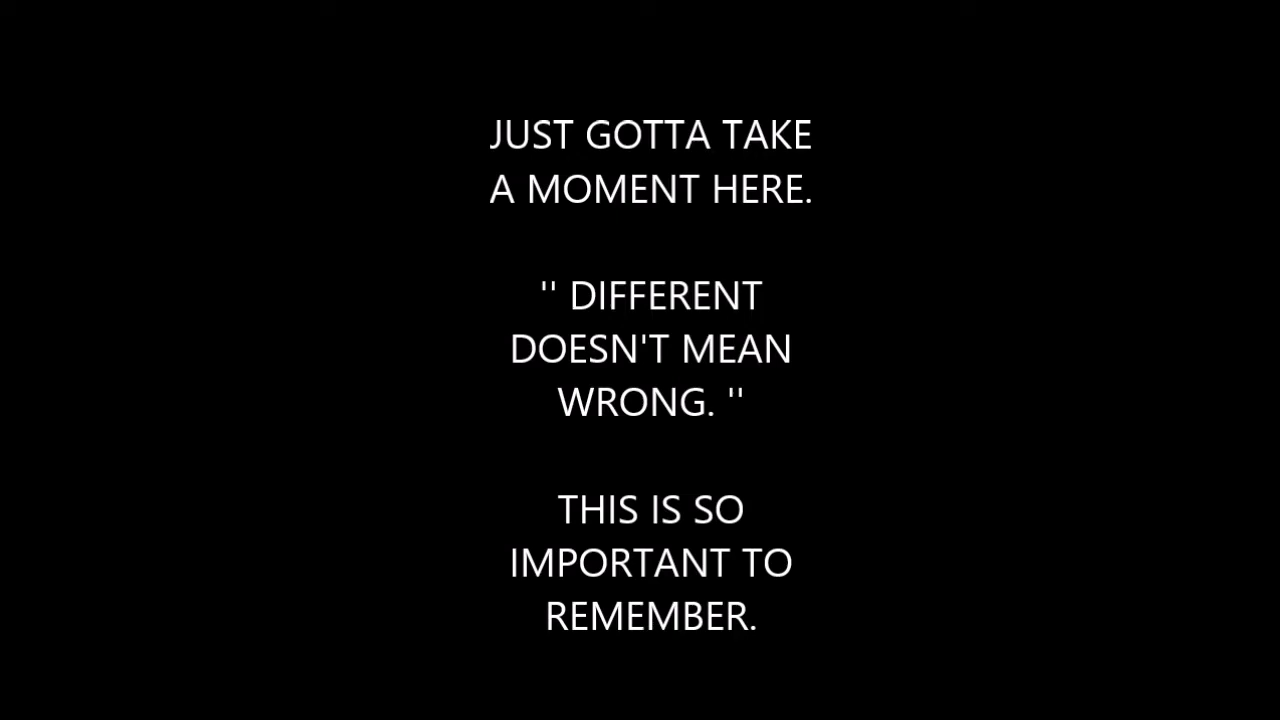 JUST GOTTA TAKE
A MOMENT HERE.
'' DIFFERENT
DOESN'T MEAN
WRONG. ''
THIS IS SO
IMPORTANT TO
REMEMBER.